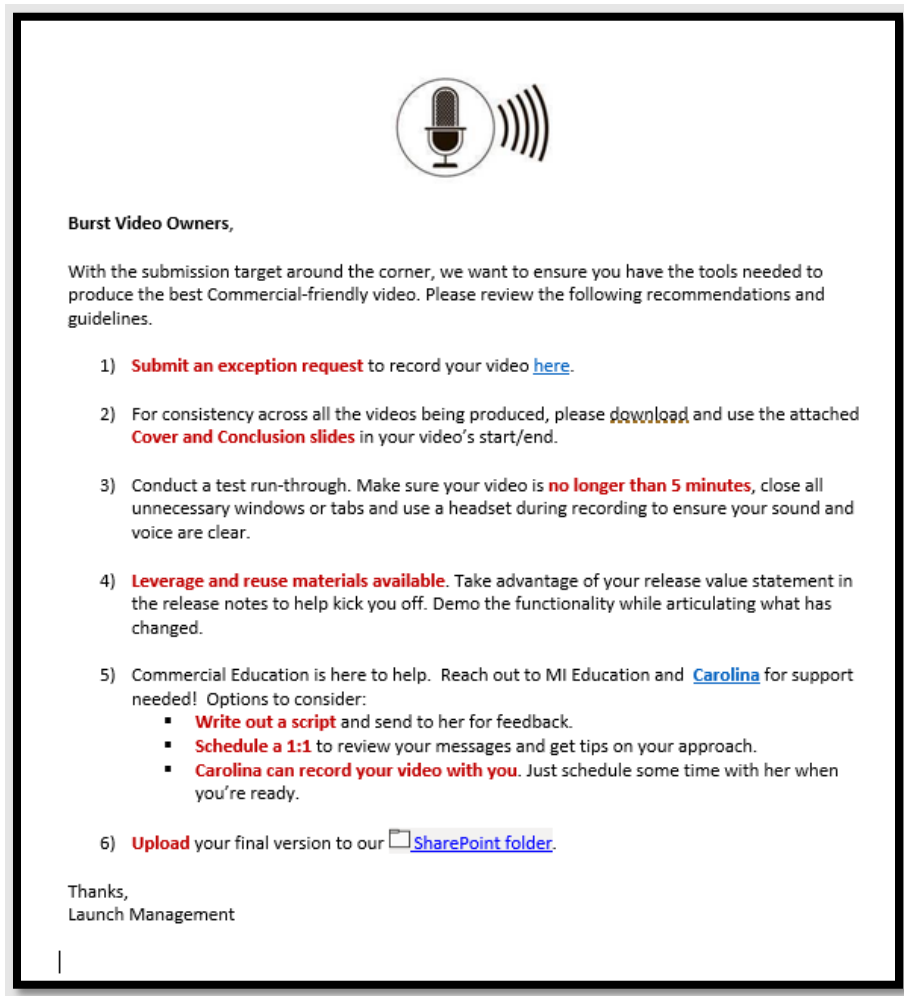 Burst Video Owners,
With the submission target around the corner, we want to ensure you have the tools needed to
produce the best Commercial-friendly video. Please review the following recommendations and
guidelines.
1) Submit an exception request to record your video here.
2) For consistency across all the videos being produced, please download and use the attached
Cover and Conclusion slides in your video’s start/end.
3) Conduct a test run-through. Make sure your video is no longer than 5 minutes, close all
unnecessary windows or tabs and use a headset during recording to ensure your sound and
voice are clear.
4) Leverage and reuse materials available. Take advantage of your release value statement in
the release notes to help kick you off. Demo the functionality while articulating what has
changed.
5) Commercial Education is here to help.  Reach out to MI Education and  Carolina for support
needed!  Options to consider:
▪ Write out a script and send to her for feedback.
▪ Schedule a 1:1 to review your messages and get tips on your approach.
▪ Carolina can record your video with you. Just schedule some time with her when
you’re ready.
6) Upload your final version to our SharePoint folder.
Thanks,
Launch Management